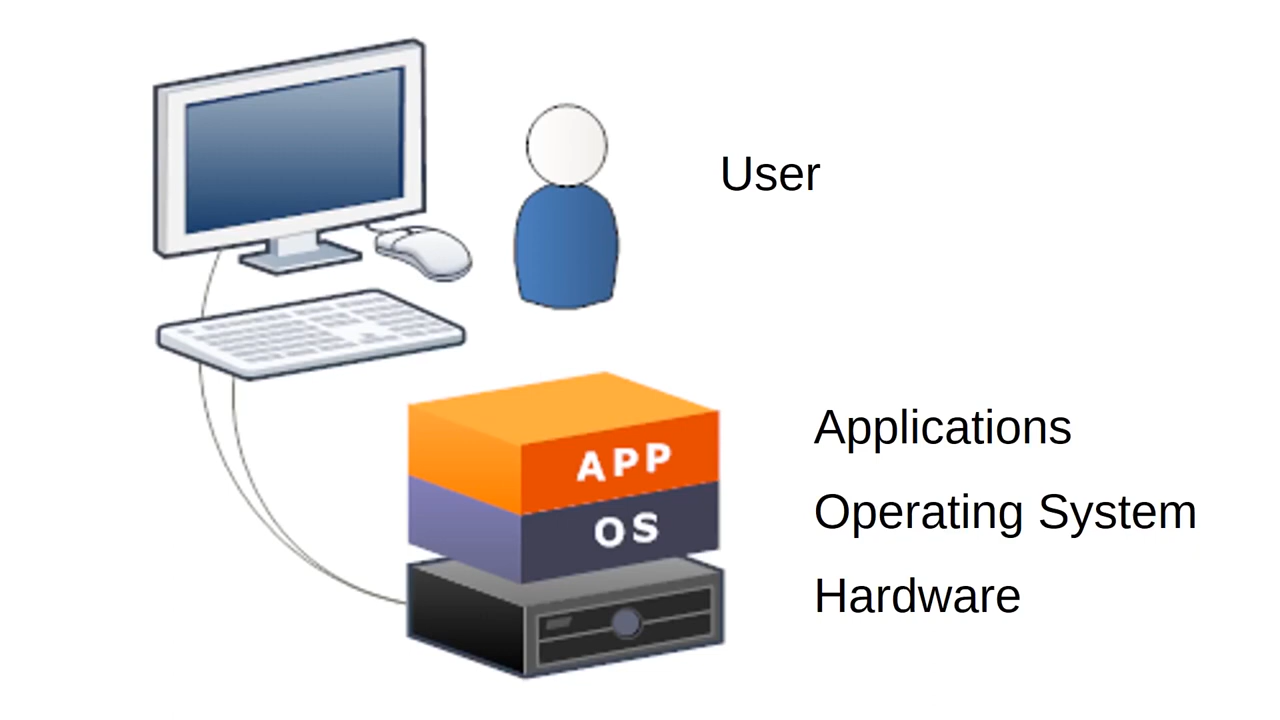 User
APP
Applications
OS
Operating System
Hardware